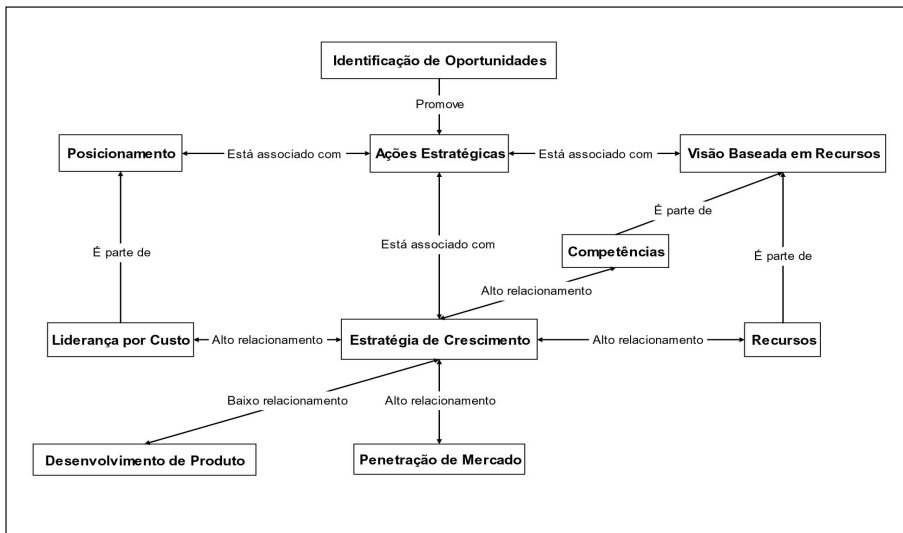 Identificação de Oportunidades
Promove
Posicionamento
Está associado com
Ações Estratégicas
Está associado com
Visão Baseada em Recursos
É parte de
É parte de
Está associado com
Competências
É parte de
Alto relacionamento
Liderança por Custo
Alto relacionamento
Estratégia de Crescimento
Alto relacionamento
Recursos
Baixo relacionamento
Alto relacionamento
Desenvolvimento de Produto
Penetração de Mercado